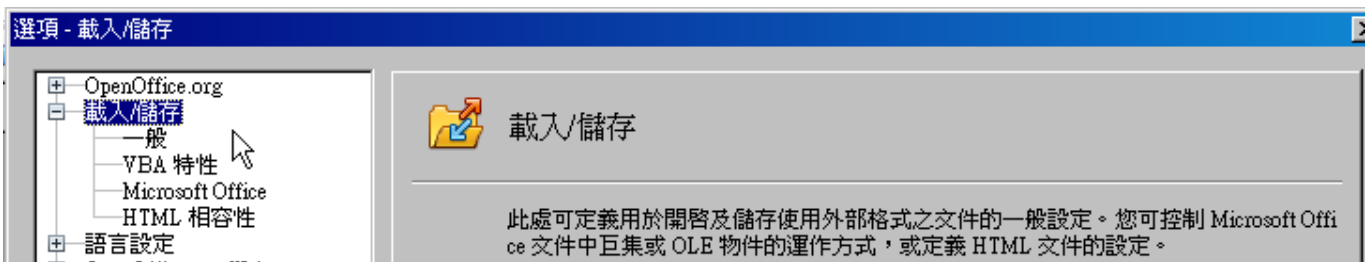 選項 - 載入/儲存
OpenOffice.org
載入/儲存
一般
VBA 特性
Microsoft Office
HTML 相容性
語言設定
載入/儲存
此處可定義用於開啓及儲存使用外部格式之文件的一般設定。您可控制 Microsoft Offi
ce 文件中巨集或 OLE 物件的運作方式，或定義 HTML 文件的設定。